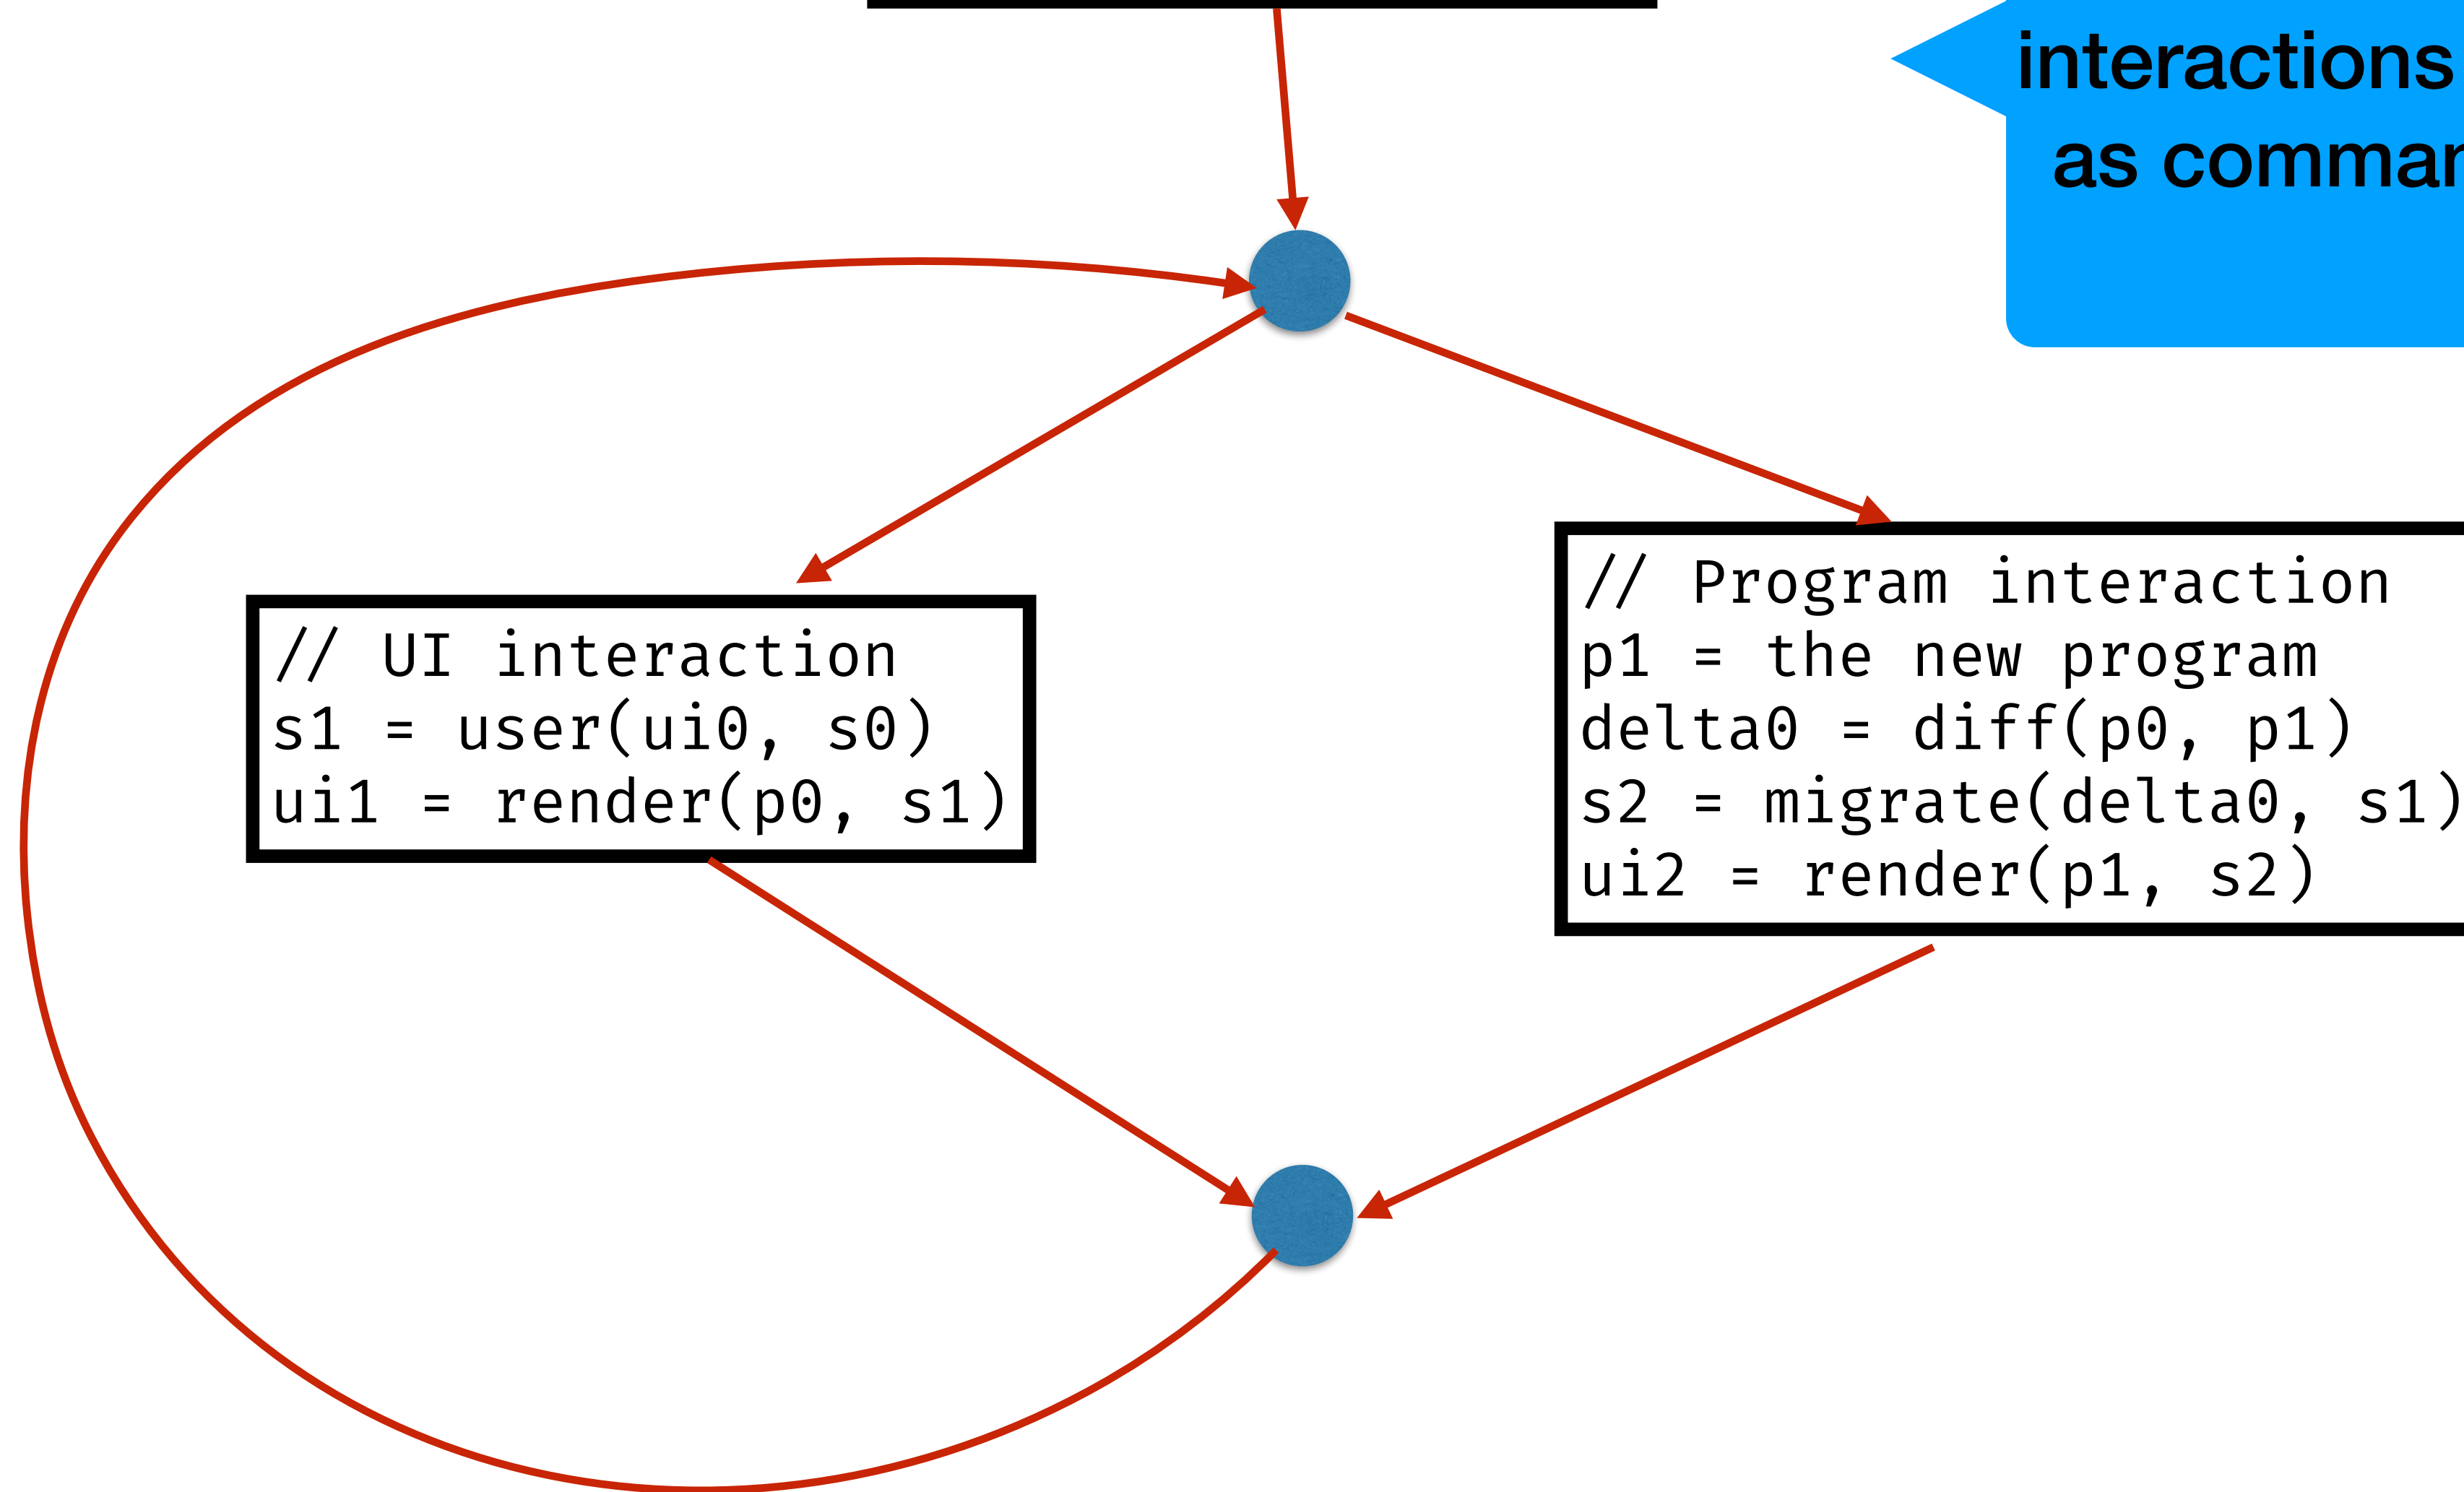 interactions
as
// UI interaction
s1 = user(ui0, s0)
ui1 = render(p0, s1)
// Program interaction
p1 = the new program
delta0 = diff(p0, p1)
s2 = migrate(delta0, s1)
ui2 = render(p1, s2)